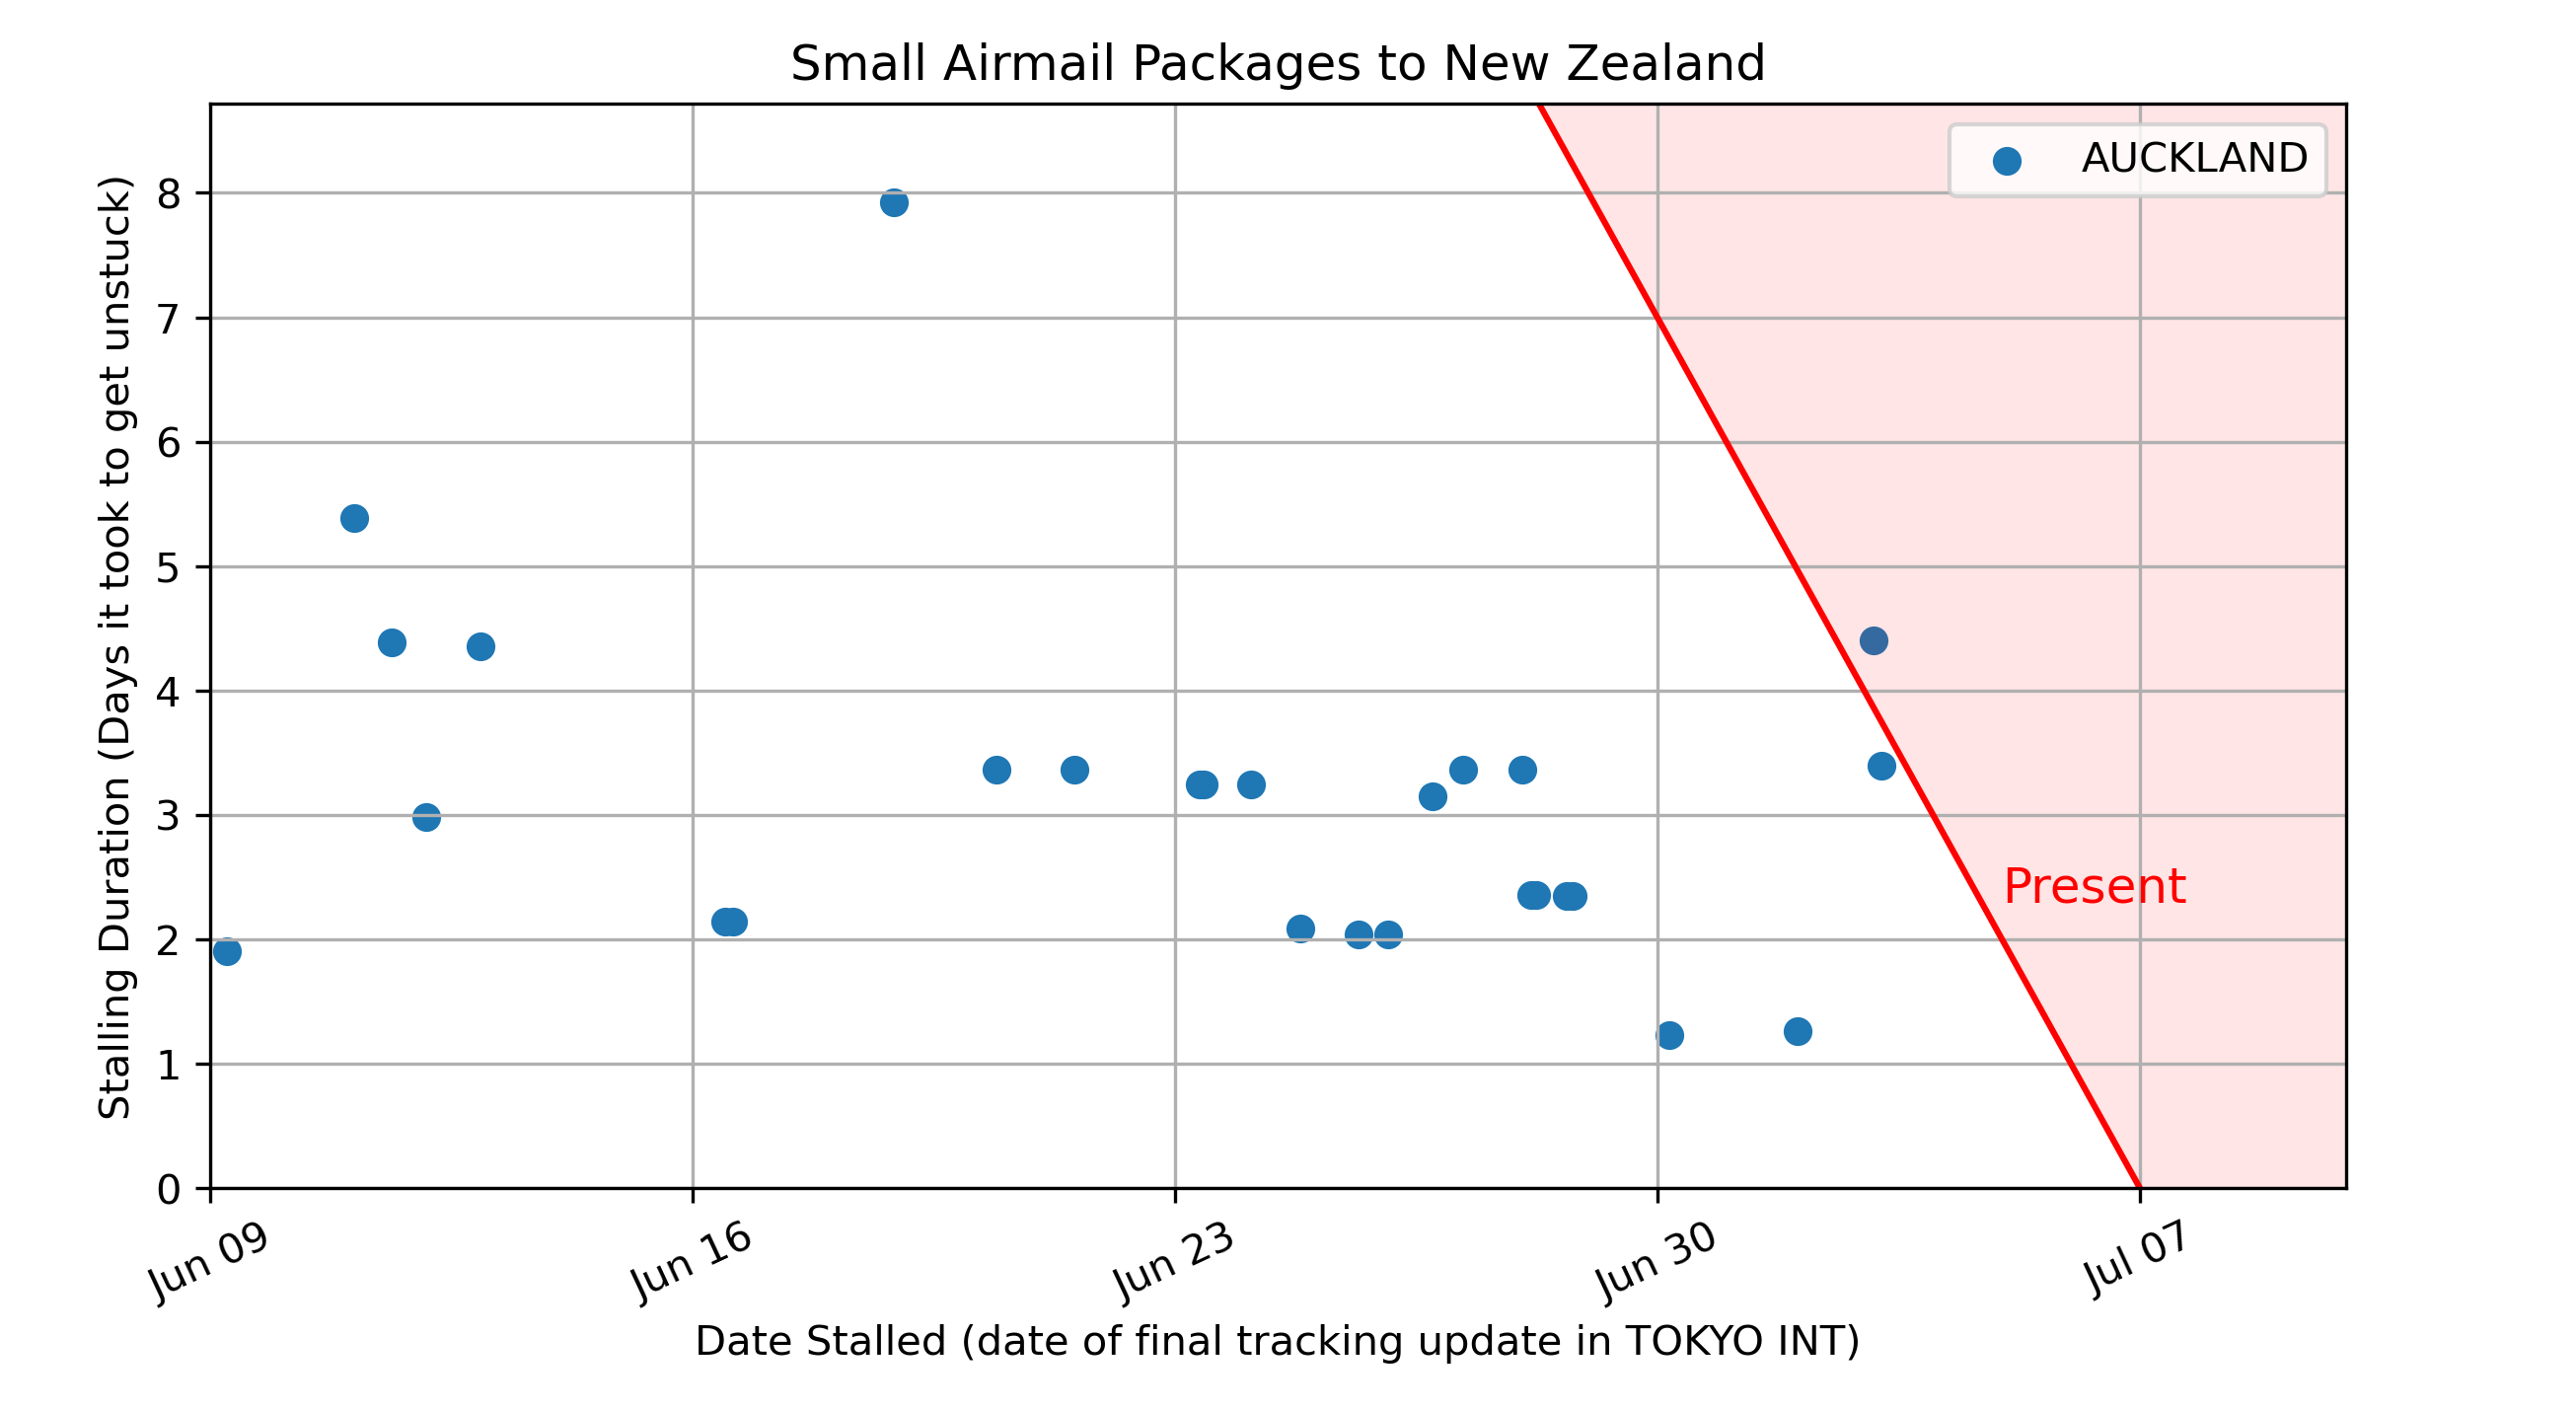 Small Airmail Packages to New Zealand
AUCKLAND
Stalling Duration (Days it took to get unstuck)
8
7
6
5
4
3
2
1
0
Present
Jun 09
Jun 16
Jun 23
Jun 30
Jul 07
Date Stalled (date of final tracking update in TOKYO INT)